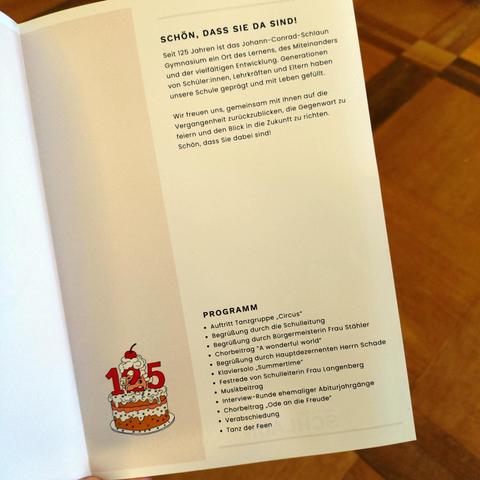 SCHÖN, DASS SIE DA SIND!
Seit 125 Jahren ist das Johann-Conrad-Schlaun
Gymnasium ein Ort des Lernens, des Miteinanders
und der vielfältigen Entwicklung. Generationen
von Schüler:innen, Lehrkräften und Eltern haben
unsere Schule geprägt und mit Leben gefüllt.
Wir freuen uns, gemeinsam mit Ihnen auf die
Vergangenheit zurückzublicken, die Gegenwart zu
feiern und den Blick in die Zukunft zu richten.
Schön, dass Sie dabei sind!
PROGRAMM
• Auftritt Tanzgruppe „Circus"
• Begrüßung durch die Schulleitung
• Begrüßung durch Bürgermeisterin Frau Stähler
• Chorbeitrag "A wonderful world"
• Begrüßung durch Hauptdezernenten Herrn Schade
• Klaviersolo „Summertime"
• Festrede von Schulleiterin Frau Langenberg
• Musikbeitrag
• Interview-Runde ehemaliger Abiturjahrgänge
• Chorbeitrag „Ode an die Freude"
• Verabschiedung
• Tanz der Feen
125